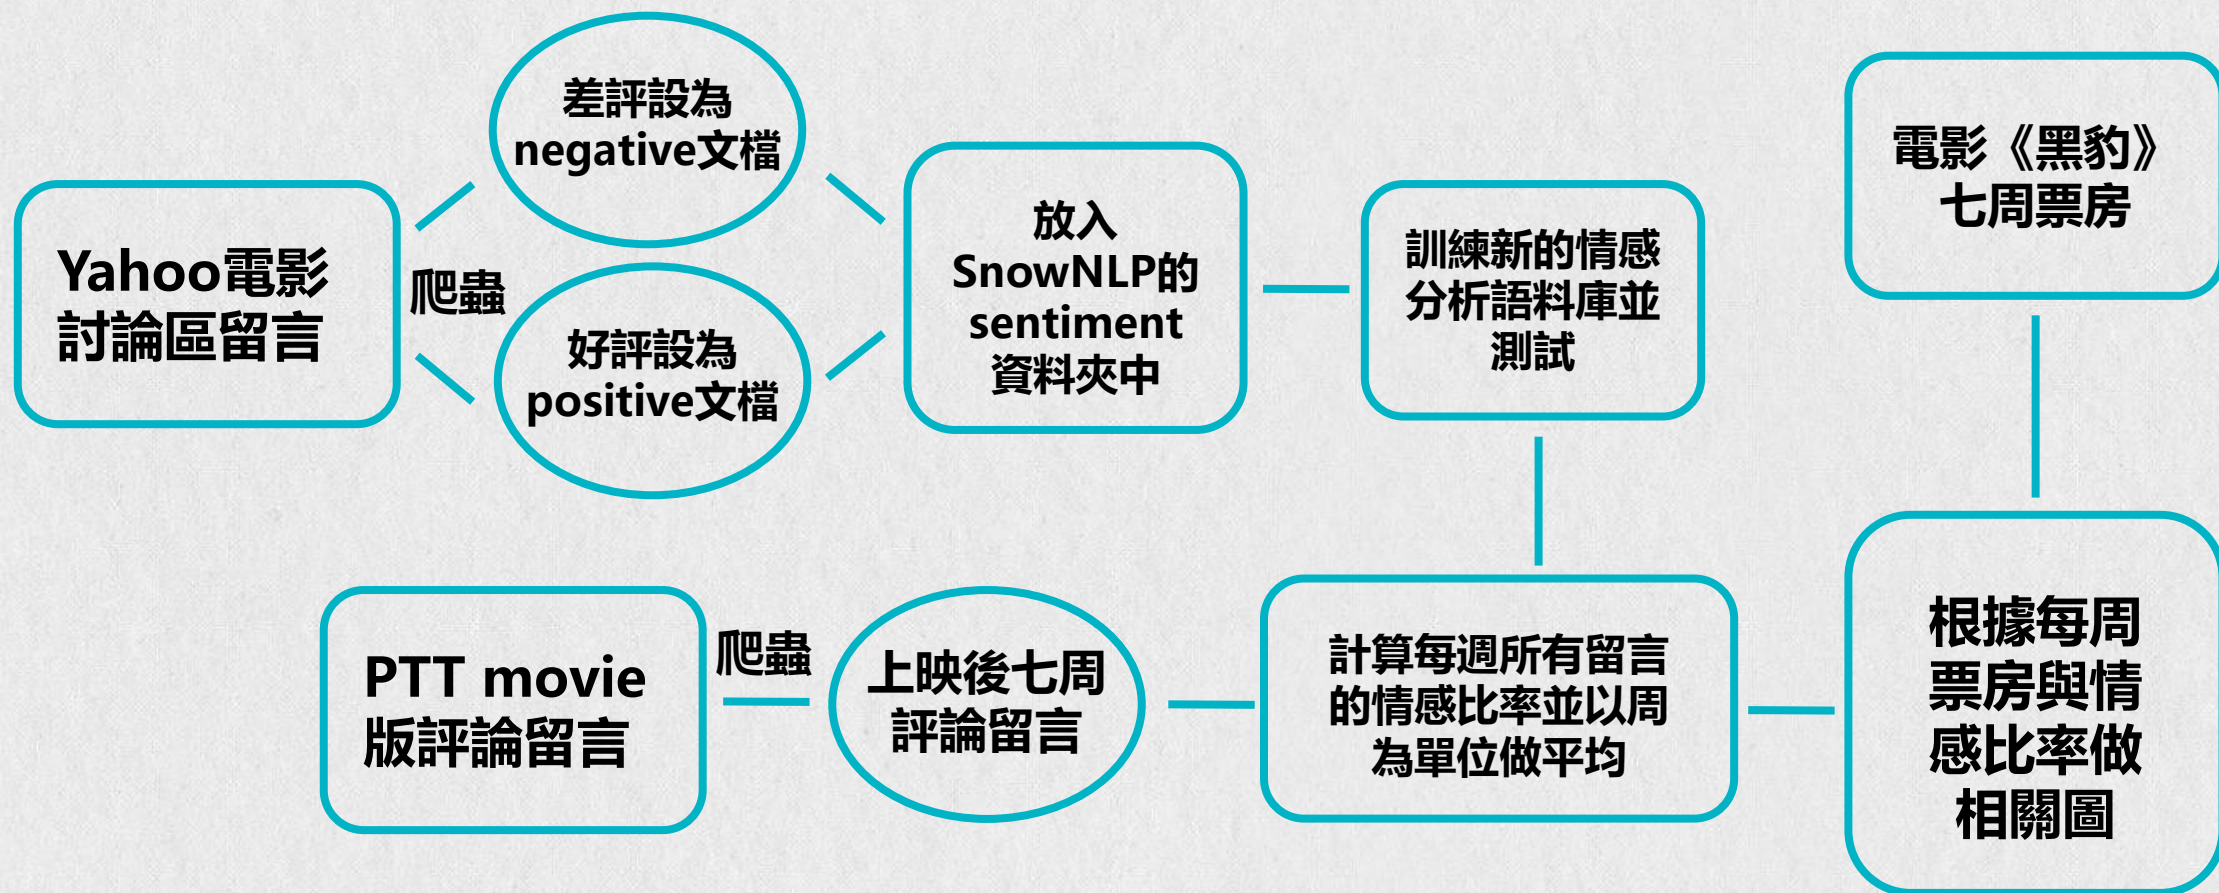 Yahoo電影
討論區留言
爬蟲
差評設為
negative文檔
好評設為
positive文檔
放入
SnowNLP的
sentiment
資料夾中
訓練新的情感
分析語料庫並
測試
電影《黑豹》
七周票房
PTT movie
版評論留言
爬蟲
上映後七周
評論留言
計算每週所有留言
的情感比率並以周
為單位做平均
根據每周
票房與情
感比率做
相關圖